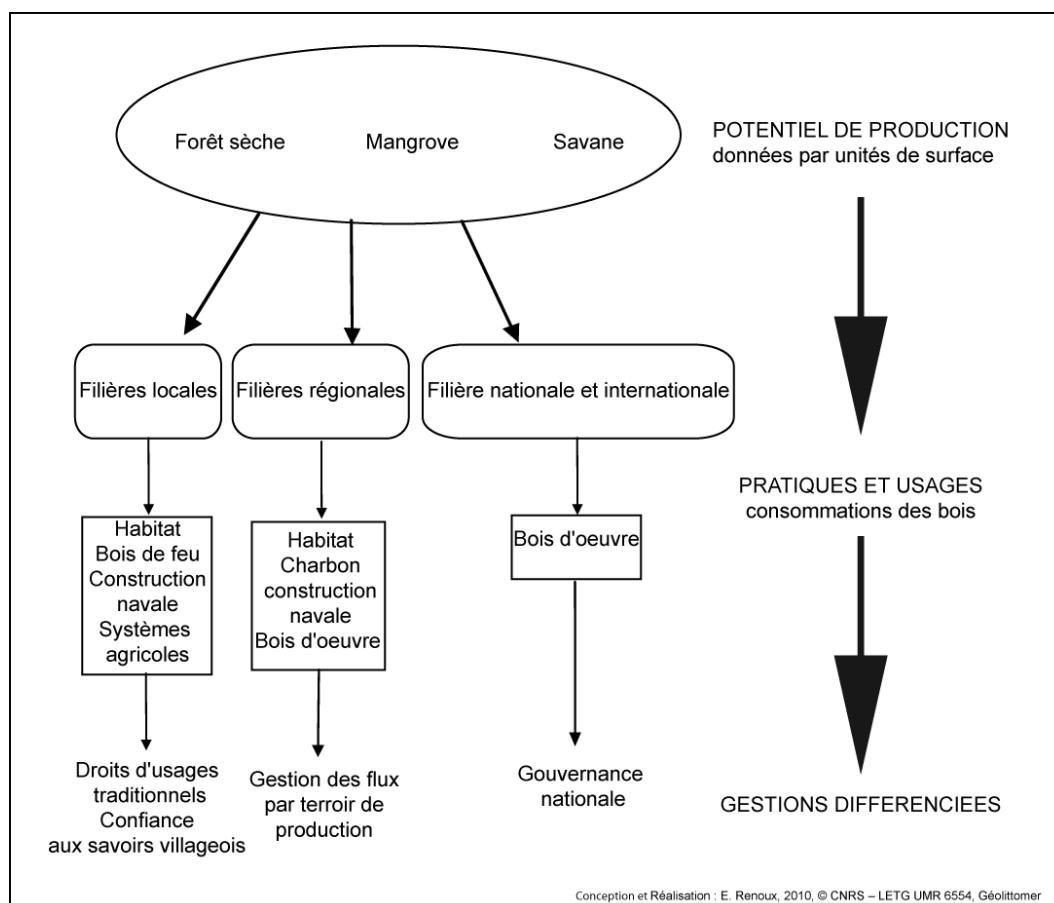 Forêt sèche
Mangrove
Savane
POTENTIEL DE PRODUCTION
données par unités de surface
Filières locales
Filières régionales
Filière nationale et internationale
PRATIQUES ET USAGES
consommations des bois
Habitat
Bois de feu
Construction
navale
Systèmes
agricoles
Habitat
Charbon
construction
navale
Bois d'oeuvre
Bois d'oeuvre
Droits d'usages
traditionnels
Confiance
aux savoirs villageois
Gestion des flux
par terroir de
production
Gouvernance
nationale
GESTIONS DIFFERENCIEES
Conception et Réalisation : E. Renoux, 2010, © CNRS – LETG UMR 6554, Géolittomer